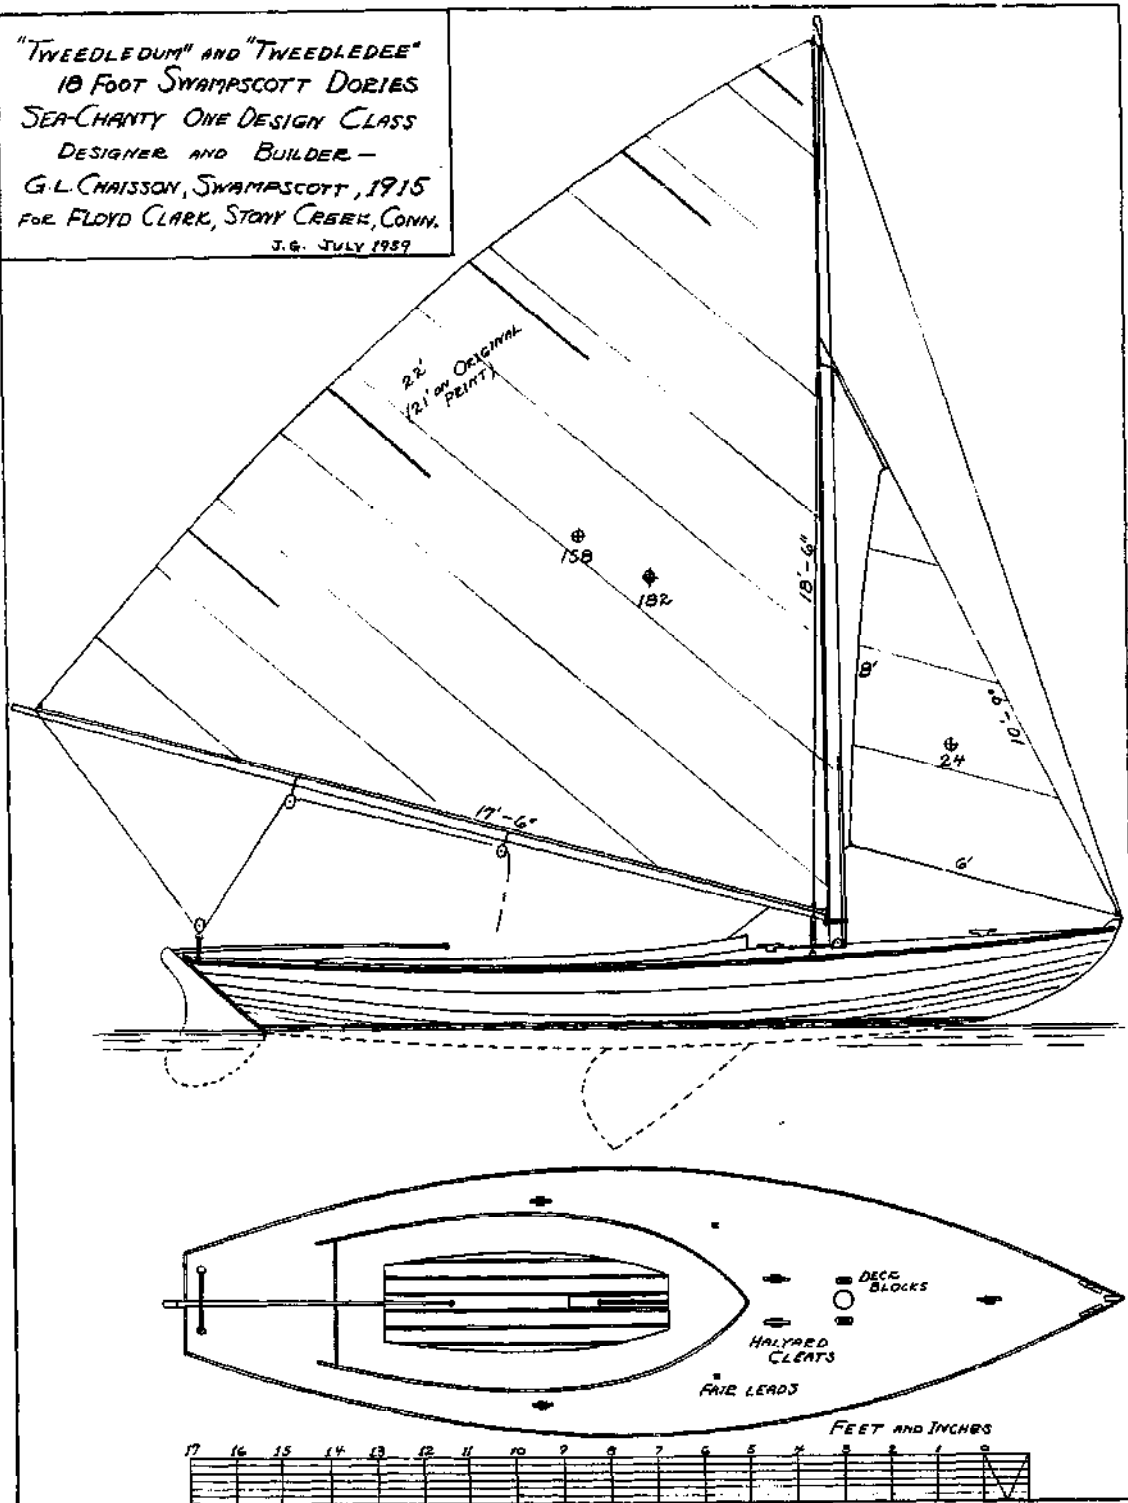 "TWEEDLEDUM" AND "TWEEDLEDEE"
18 FOOT SWAMPSCOTT DORIES
SEA-CHANTY ONE DESIGN CLASS
DESIGNER AND BUILDER —
G.L. CHAISSON, SWAMPSCOTT, 1915
FOR FLOYD CLARK, STONY CREEK, CONN.
J.G. JULY 1959
22'
(21' ON ORIGINAL
PRINT)
158
182
18'-6"
8'
10'-9"
24
17'-6"
6'
DECK
BLOCKS
HALYARD
CLEATS
FAIR LEADS
FEET AND INCHES
17 16 15 14 13 12 11 10 9 8 7 6 5 4 3 2 1 0